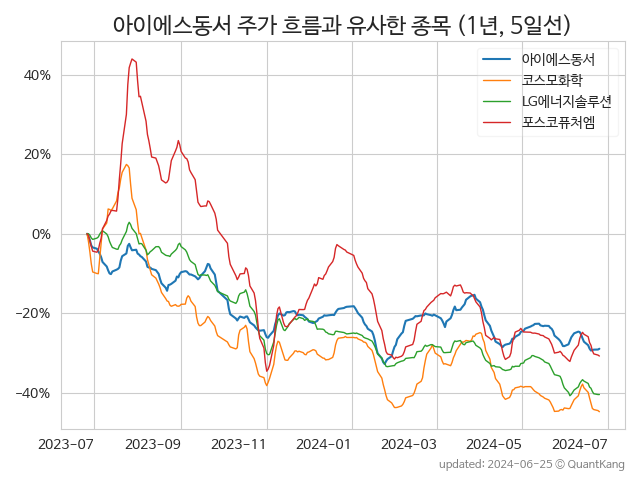 아이에스동서 주가 흐름과 유사한 종목 (1년, 5일선)
아이에스동서
코스모화학
LG에너지솔루션
포스코퓨처엠
40%
20%
0%
−20%
−40%
2023−07
2023−09
2023−11
2024−01
2024−03
2024−05
2024−07
updated: 2024-06-25 © QuantKang